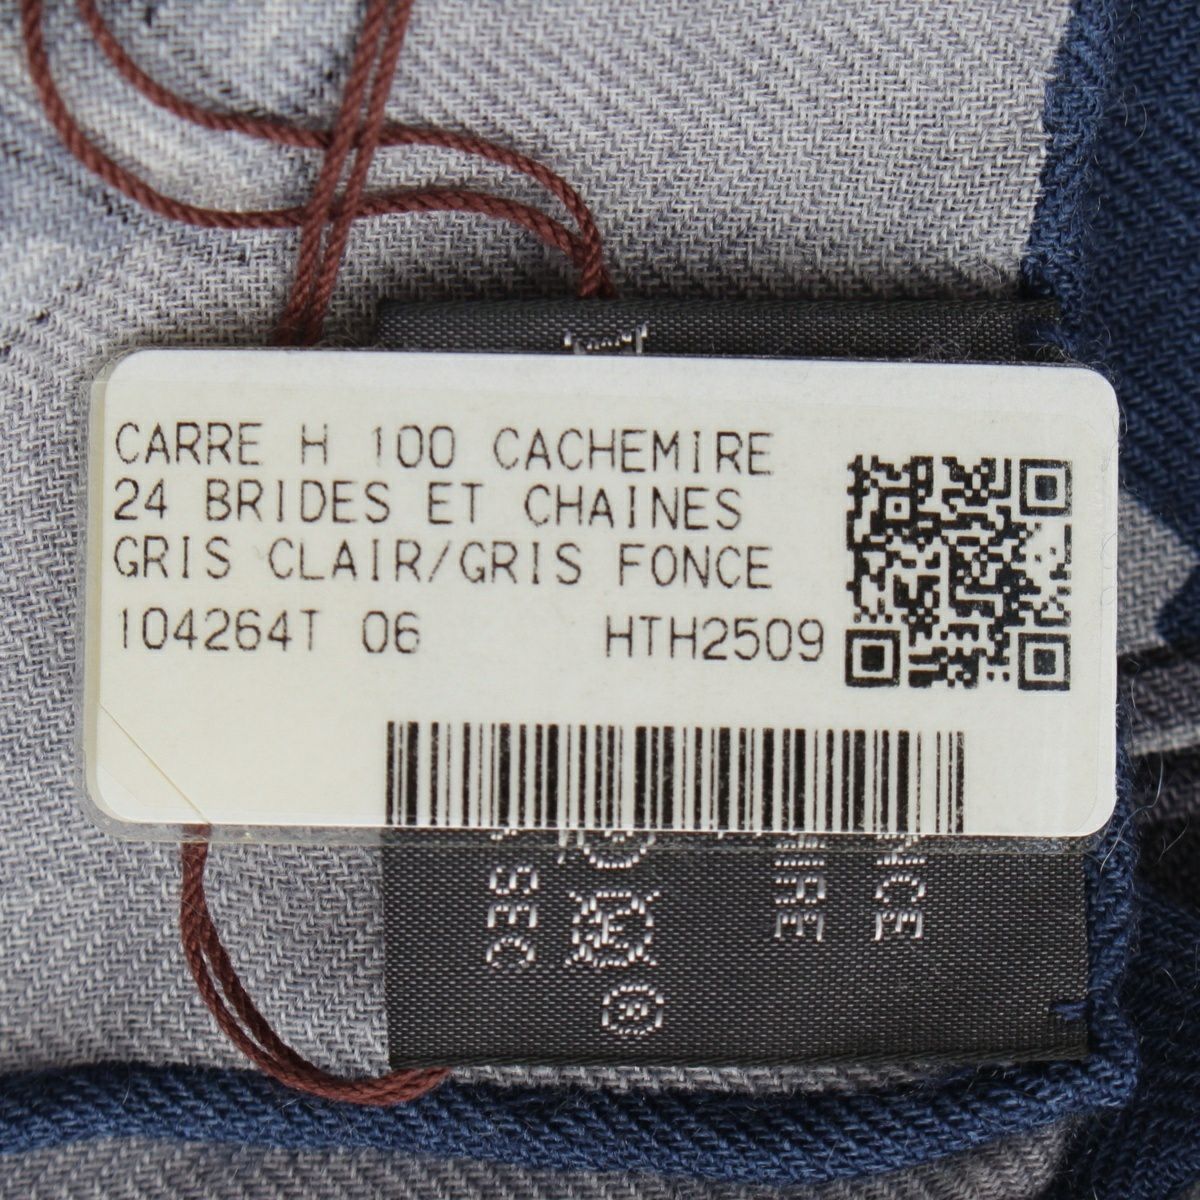 CARRE H 100 CACHEMIRE
24 BRIDES ET CHAINES
GRIS CLAIR/GRIS FONCE
104264T 06 HTH2509